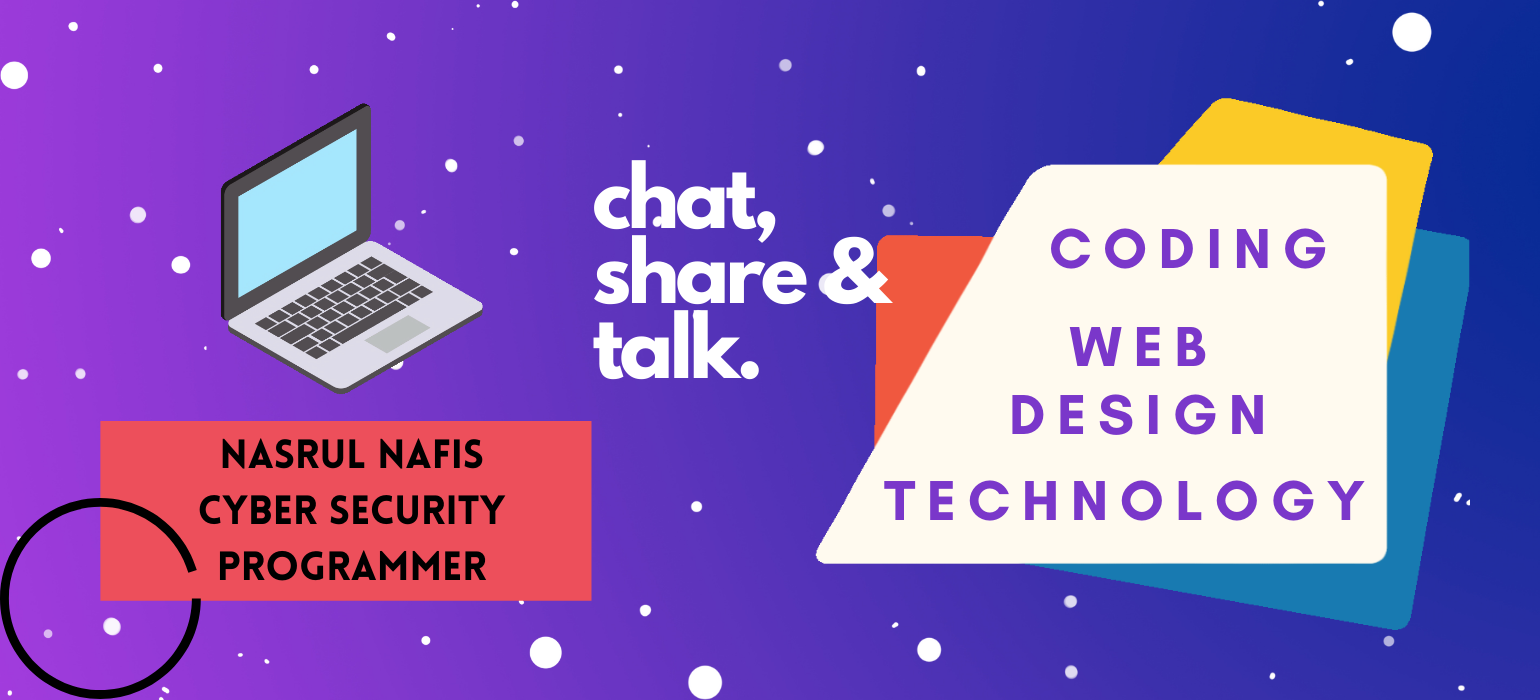 chat,
share &
talk.
NASRUL NAFIS
CYBER SECURITY
PROGRAMMER
CODING
WEB
DESIGN
TECHNOLOGY